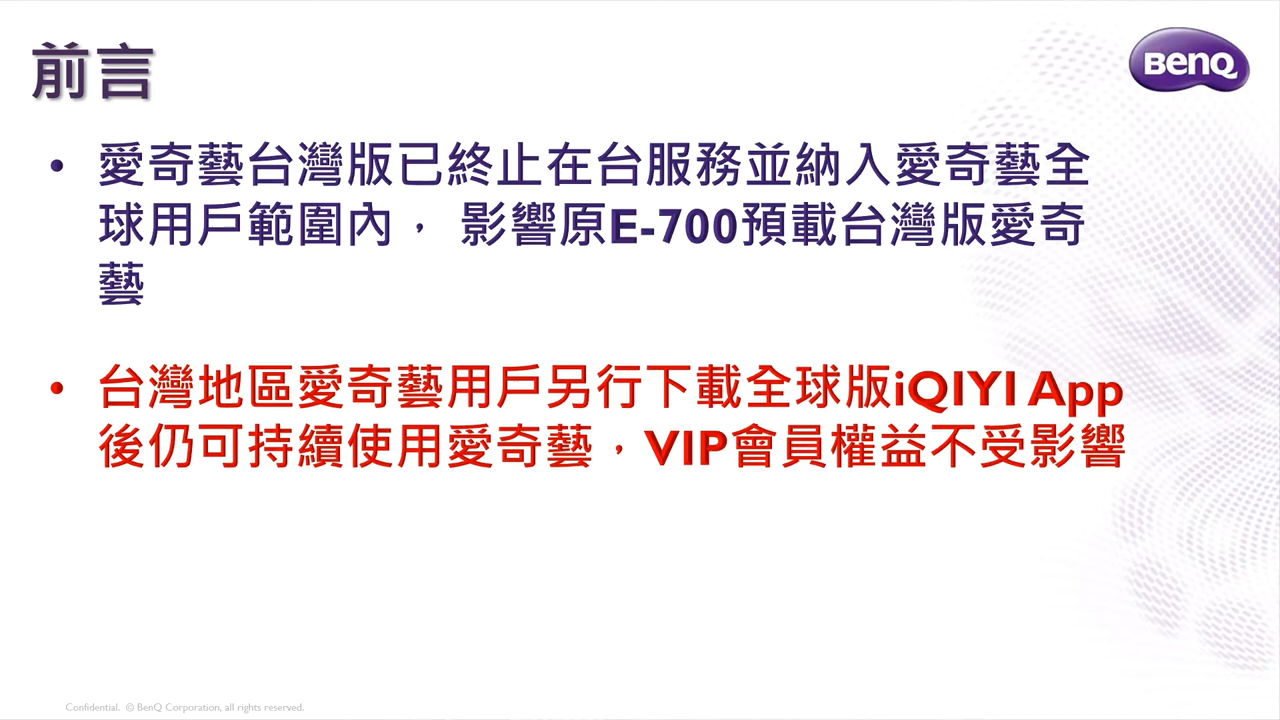 前言
BenQ
• 愛奇藝台灣版已終止在台服務並納入愛奇藝全
球用戶範圍內， 影響原E-700預載台灣版愛奇
藝
• 台灣地區愛奇藝用戶另行下載全球版iQIYI App
後仍可持續使用愛奇藝，VIP會員權益不受影響
Confidential. © BenQ Corporation, all rights reserved.